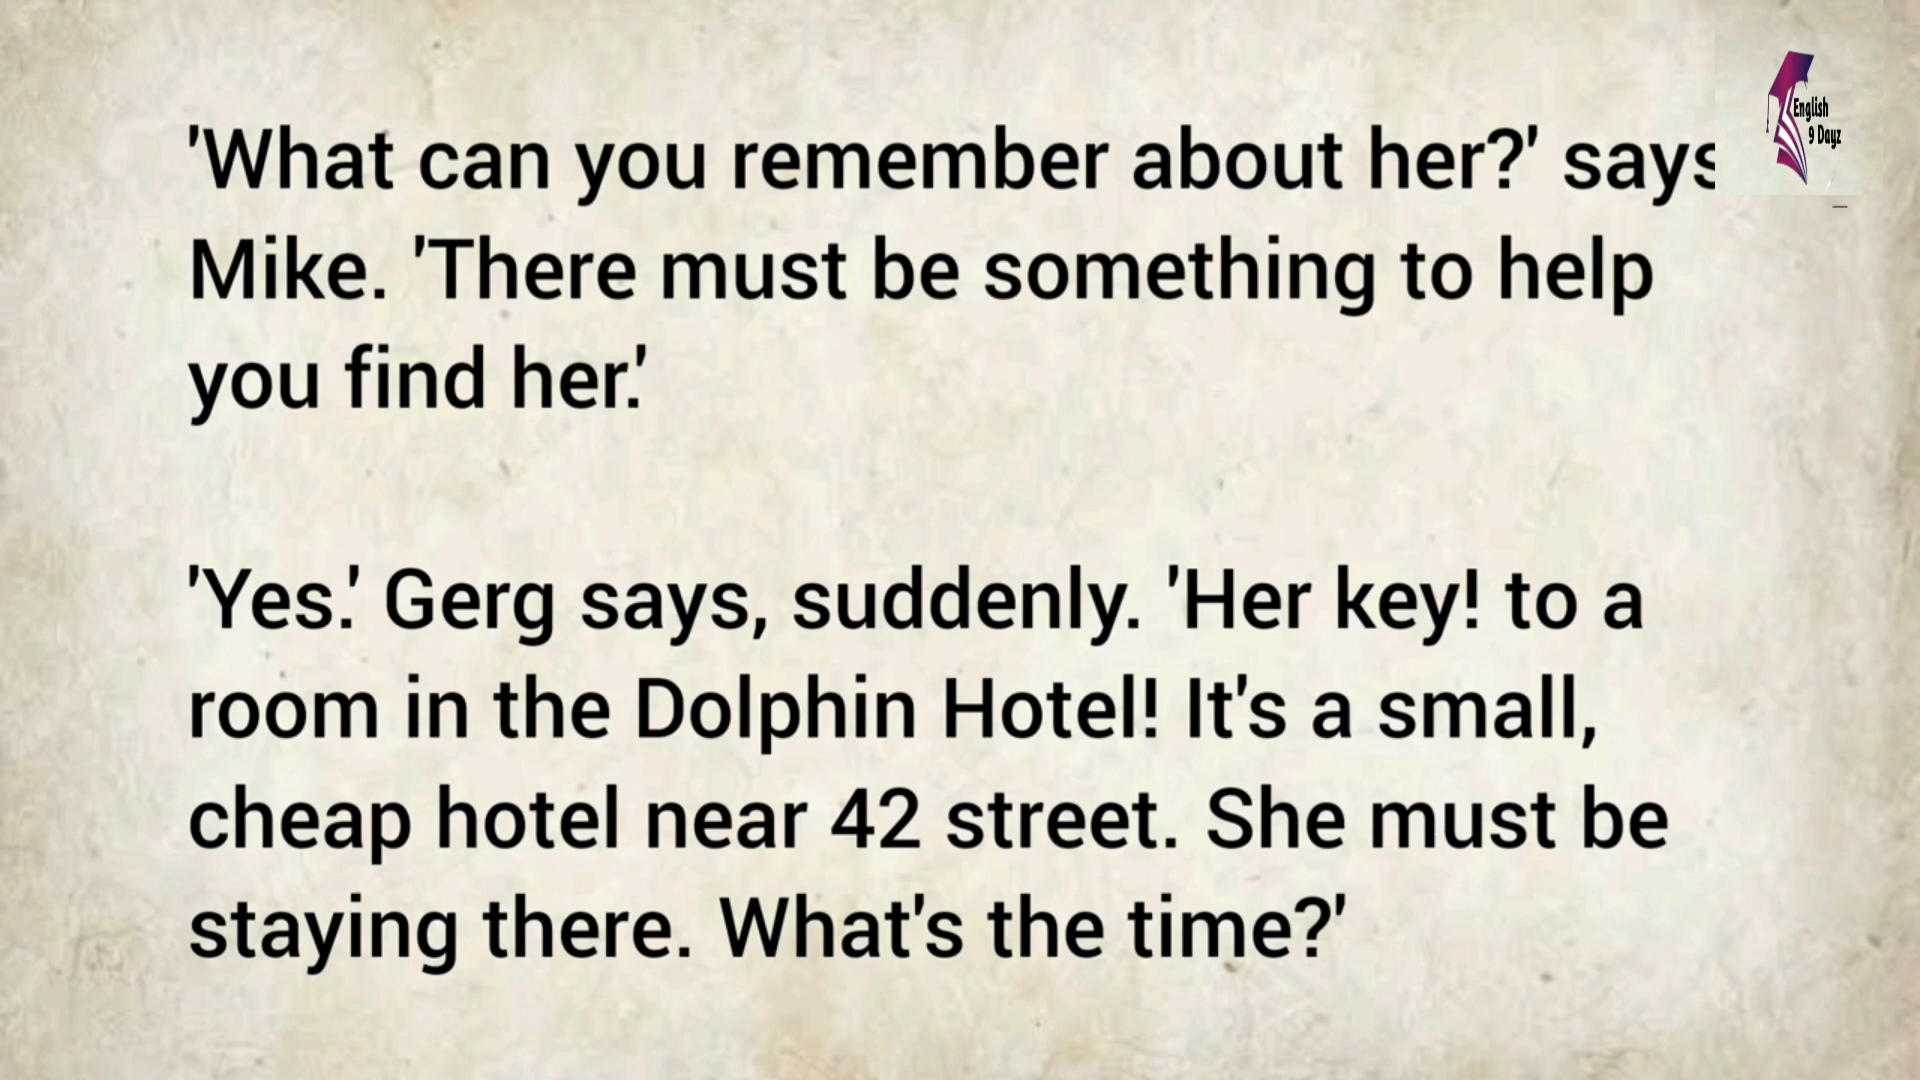 'What can you remember about her?' says
Mike. 'There must be something to help
you find her.'
'Yes.' Gerg says, suddenly. 'Her key! to a
room in the Dolphin Hotel! It's a small,
cheap hotel near 42 street. She must be
staying there. What's the time?'
English
9 Dayz